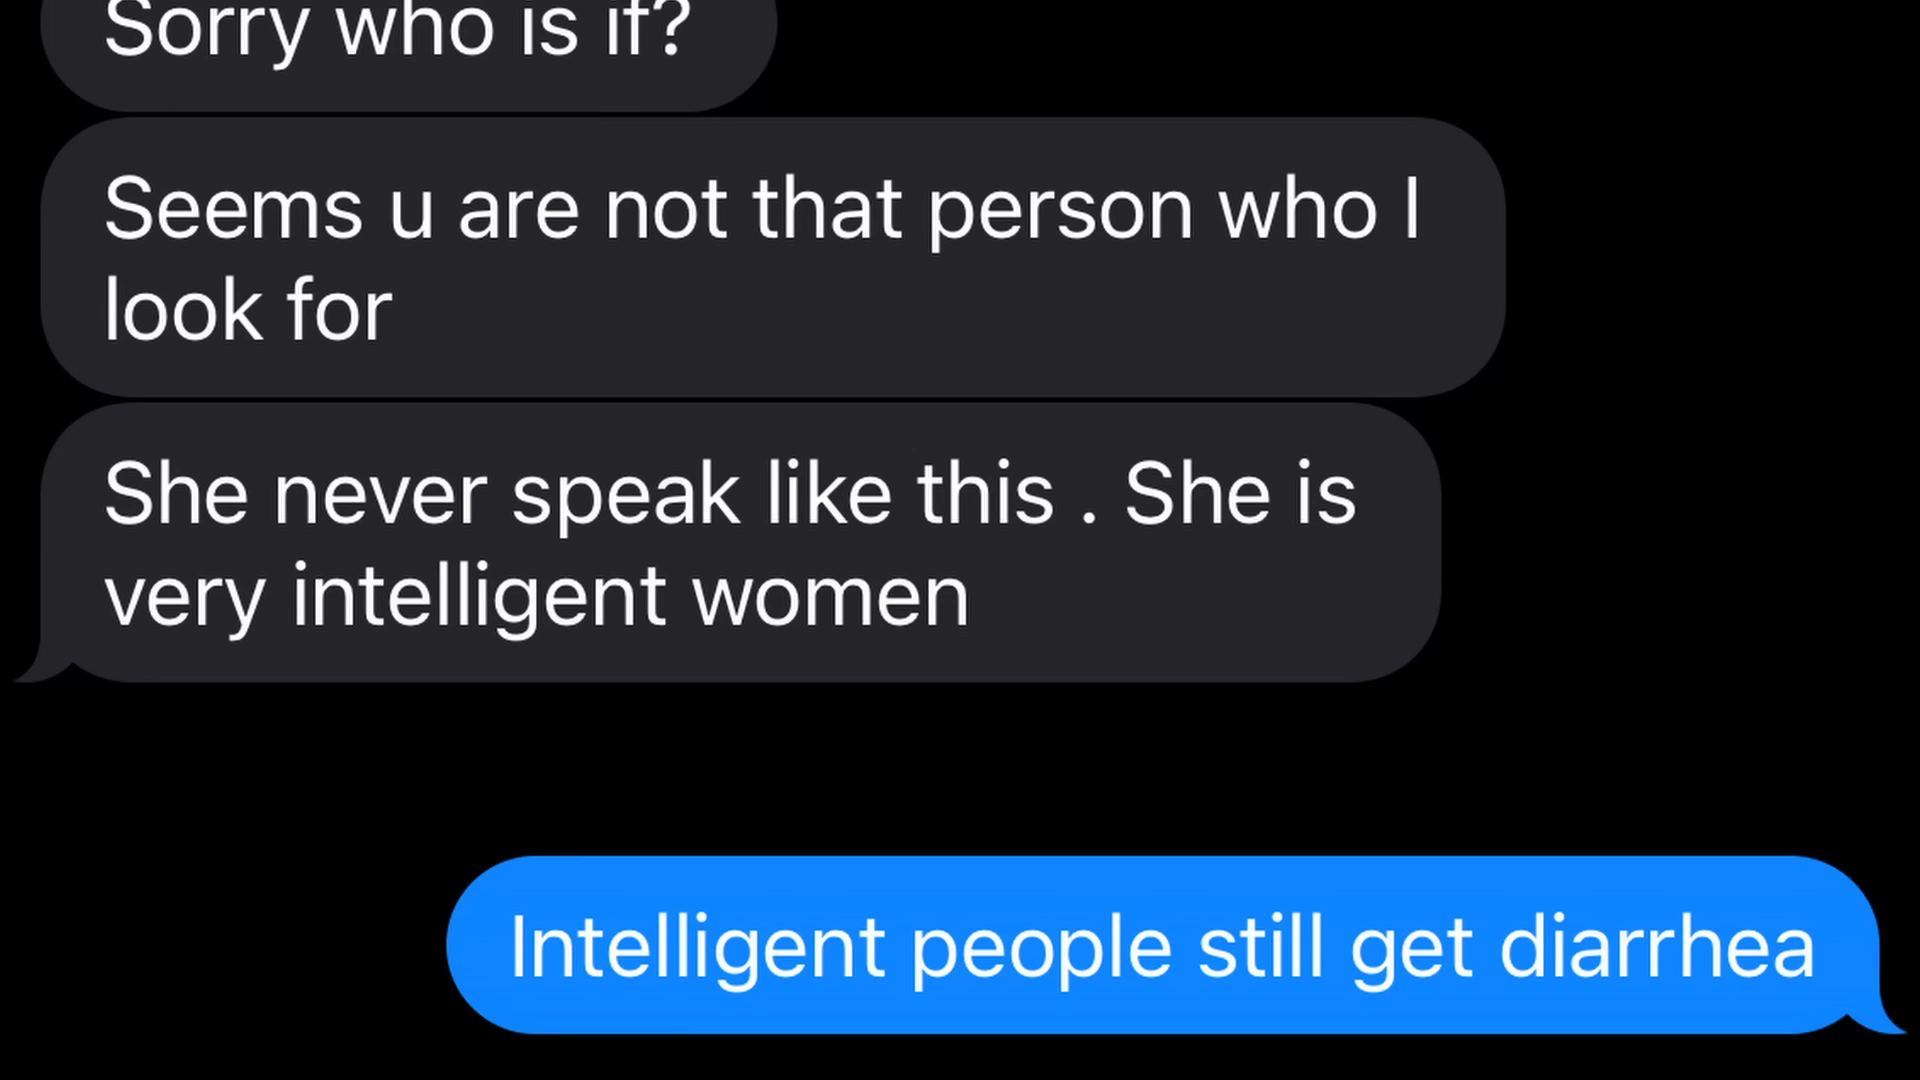 Sorry who is if?
Seems u are not that person who I
look for
She never speak like this . She is
very intelligent women
Intelligent people still get diarrhea